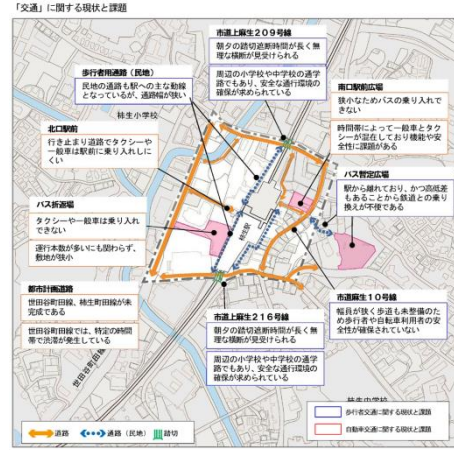 「交通」に関する現状と課題
市道上麻生209号線
朝夕の踏切遮断時間が長く無理な横断が見受けられる
周辺の小学校や中学校の通学路でもあり、安全な通行環境の確保が求められている
歩行者用通路(民地)
民地の通路も駅への主な動線となっているが、通路幅が狭い
南口駅前広場
狭小なためバスの乗り入れできない
時間帯によって一般車とタクシーが混在しており機能や安全性に課題がある
柿生小学校
北口駅前
行き止まり道路でタクシーや一般車は駅前に乗り入れしにくい
バス暫定広場
駅から離れており、かつ高低差もあることから鉄道との乗り換えが不便である
バス折返場
タクシーや一般車は乗り入れできない
運行本数が多いにも関わらず、敷地が狭小
柿生駅
都市計画道路
世田谷町田線、柿生町田線が未完成である
世田谷町田線では、特定の時間帯で渋滞が発生している
市道上麻生216号線
朝夕の踏切遮断時間が長く無理な横断が見受けられる
周辺の小学校や中学校の通学路でもあり、安全な通行環境の確保が求められている
市道麻生10号線
幅員が狭く歩道も未整備のため歩行者や自転車利用者の安全性が確保されていない
世田谷町田線
柿生中学校
歩行者交通に関する現状と課題
自動車交通に関する現状と課題
道路
通路(民地)
踏切